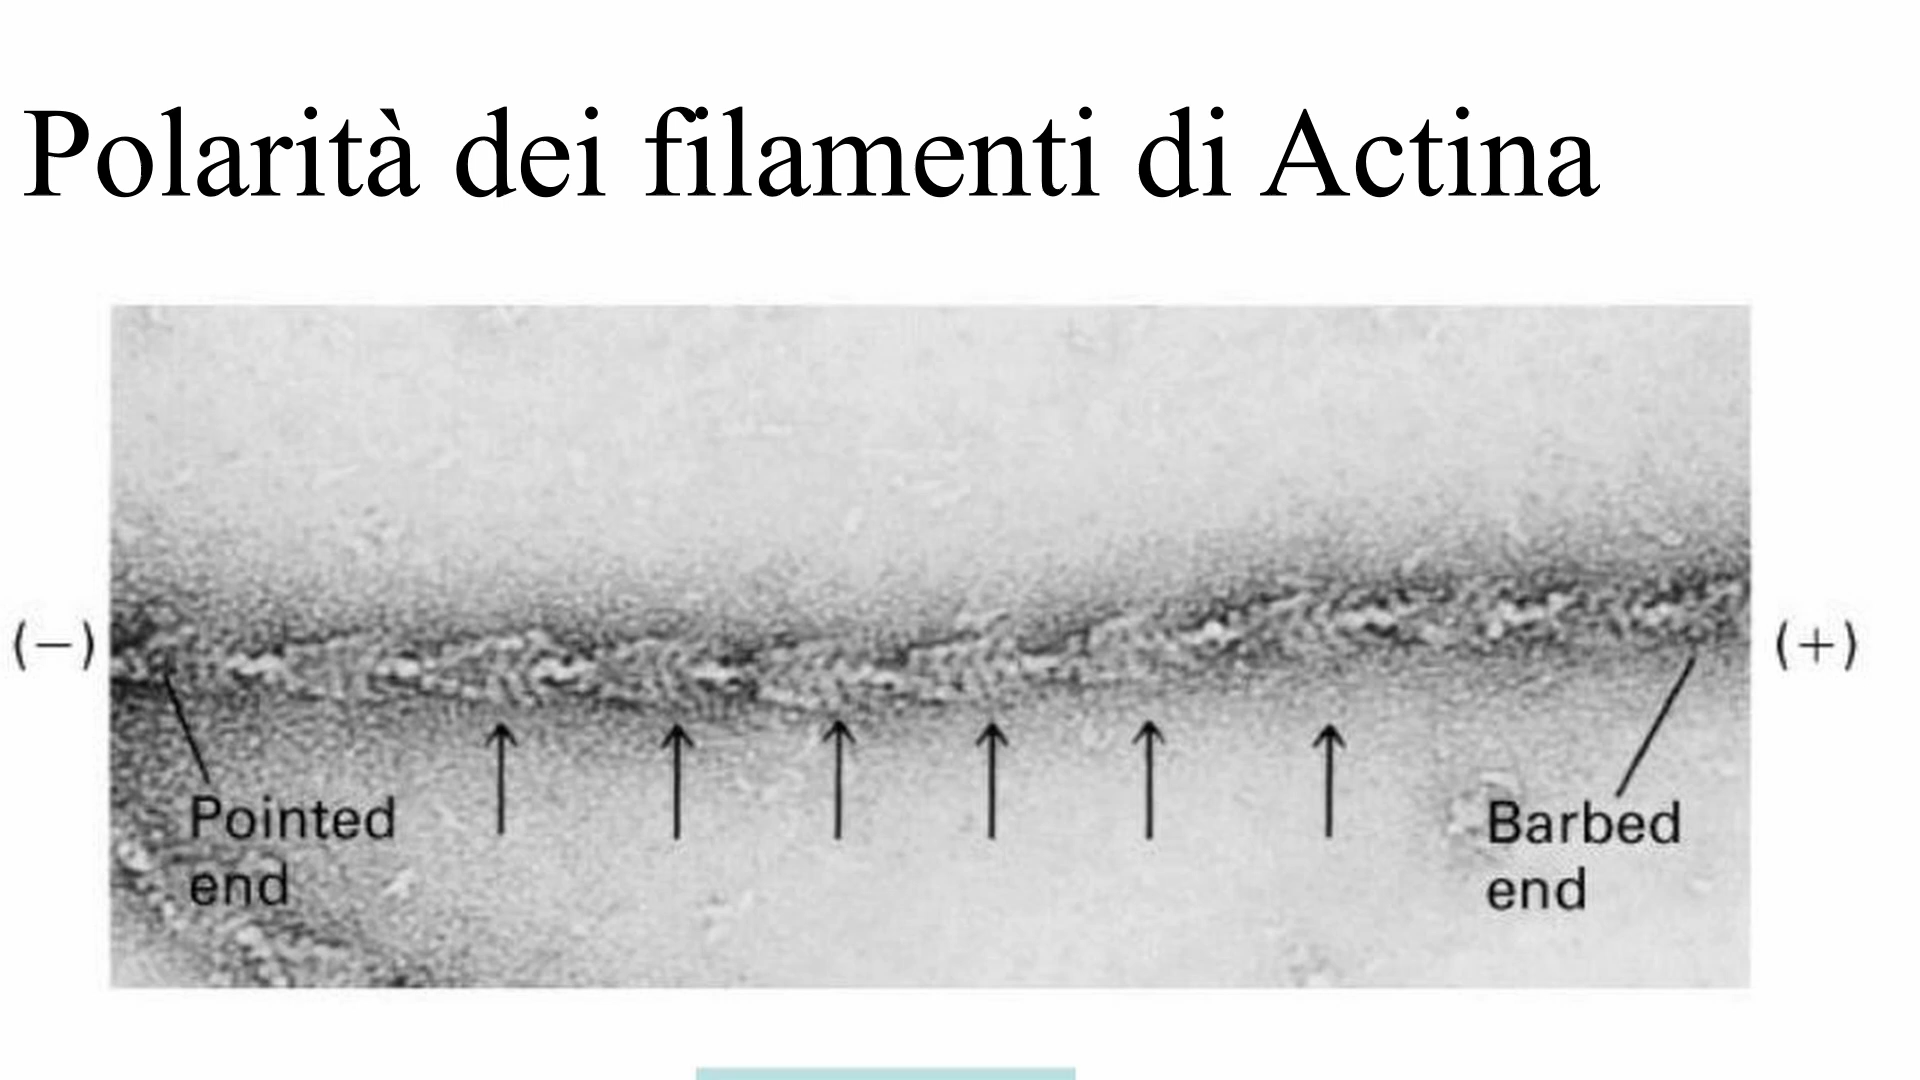 Polarità dei filamenti di Actina
(−)
(+)
Pointed
end
Barbed
end